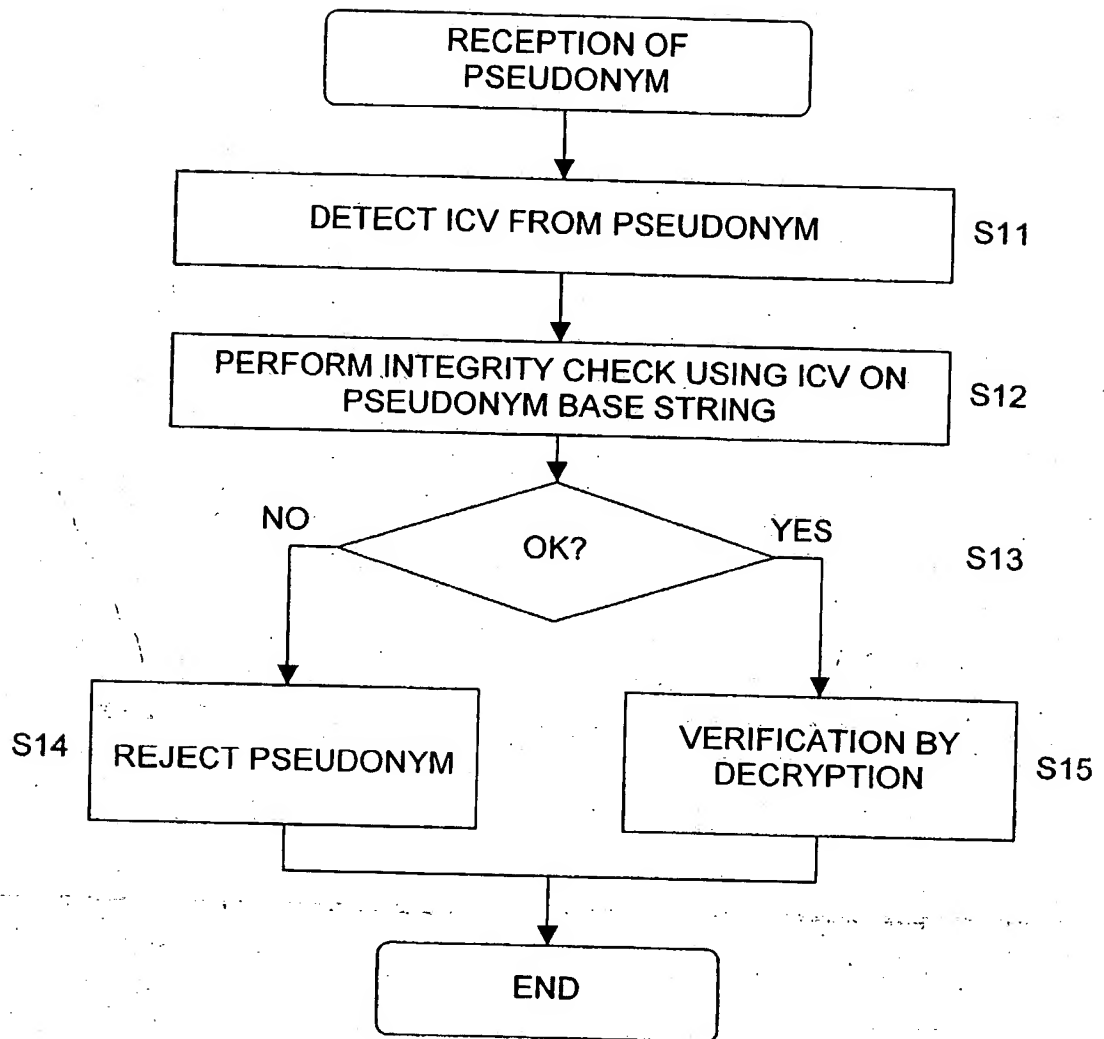 RECEPTION OF
PSEUDONYM
DETECT ICV FROM PSEUDONYM
S11
PERFORM INTEGRITY CHECK USING ICV ON
PSEUDONYM BASE STRING
S12
NO
OK?
YES
S13
S14
REJECT PSEUDONYM
VERIFICATION BY
DECRYPTION
S15
END